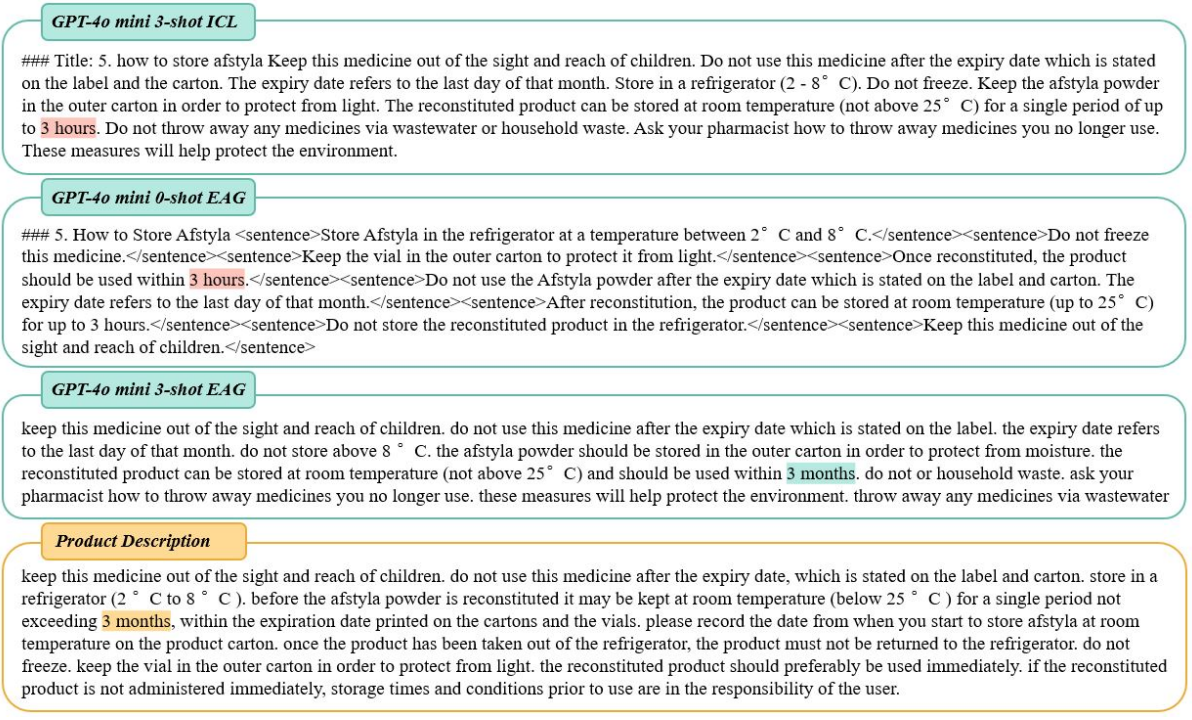 GPT-4o mini 3-shot ICL
### Title: 5. how to store afstyla Keep this medicine out of the sight and reach of children. Do not use this medicine after the expiry date which is stated
on the label and the carton. The expiry date refers to the last day of that month. Store in a refrigerator (2 - 8° C). Do not freeze. Keep the afstyla powder
in the outer carton in order to protect from light. The reconstituted product can be stored at room temperature (not above 25° C) for a single period of up
to 3 hours. Do not throw away any medicines via wastewater or household waste. Ask your pharmacist how to throw away medicines you no longer use.
These measures will help protect the environment.
GPT-4o mini 0-shot EAG
### 5. How to Store Afstyla <sentence>Store Afstyla in the refrigerator at a temperature between 2° C and 8° C.</sentence><sentence>Do not freeze
this medicine.</sentence><sentence>Keep the vial in the outer carton to protect it from light.</sentence><sentence>Once reconstituted, the product
should be used within 3 hours.</sentence><sentence>Do not use the Afstyla powder after the expiry date which is stated on the label and carton. The
expiry date refers to the last day of that month.</sentence><sentence>After reconstitution, the product can be stored at room temperature (up to 25° C)
for up to 3 hours.</sentence><sentence>Do not store the reconstituted product in the refrigerator.</sentence><sentence>Keep this medicine out of the
sight and reach of children.</sentence>
GPT-4o mini 3-shot EAG
keep this medicine out of the sight and reach of children. do not use this medicine after the expiry date which is stated on the label. the expiry date refers
to the last day of that month. do not store above 8 ° C. the afstyla powder should be stored in the outer carton in order to protect from moisture. the
reconstituted product can be stored at room temperature (not above 25° C) and should be used within 3 months. do not or household waste. ask your
pharmacist how to throw away medicines you no longer use. these measures will help protect the environment. throw away any medicines via wastewater
Product Description
keep this medicine out of the sight and reach of children. do not use this medicine after the expiry date, which is stated on the label and carton. store in a
refrigerator (2 ° C to 8 ° C ). before the afstyla powder is reconstituted it may be kept at room temperature (below 25 ° C ) for a single period not
exceeding 3 months, within the expiration date printed on the cartons and the vials. please record the date from when you start to store afstyla at room
temperature on the product carton. once the product has been taken out of the refrigerator, the product must not be returned to the refrigerator. do not
freeze. keep the vial in the outer carton in order to protect from light. the reconstituted product should preferably be used immediately. if the reconstituted
product is not administered immediately, storage times and conditions prior to use are in the responsibility of the user.